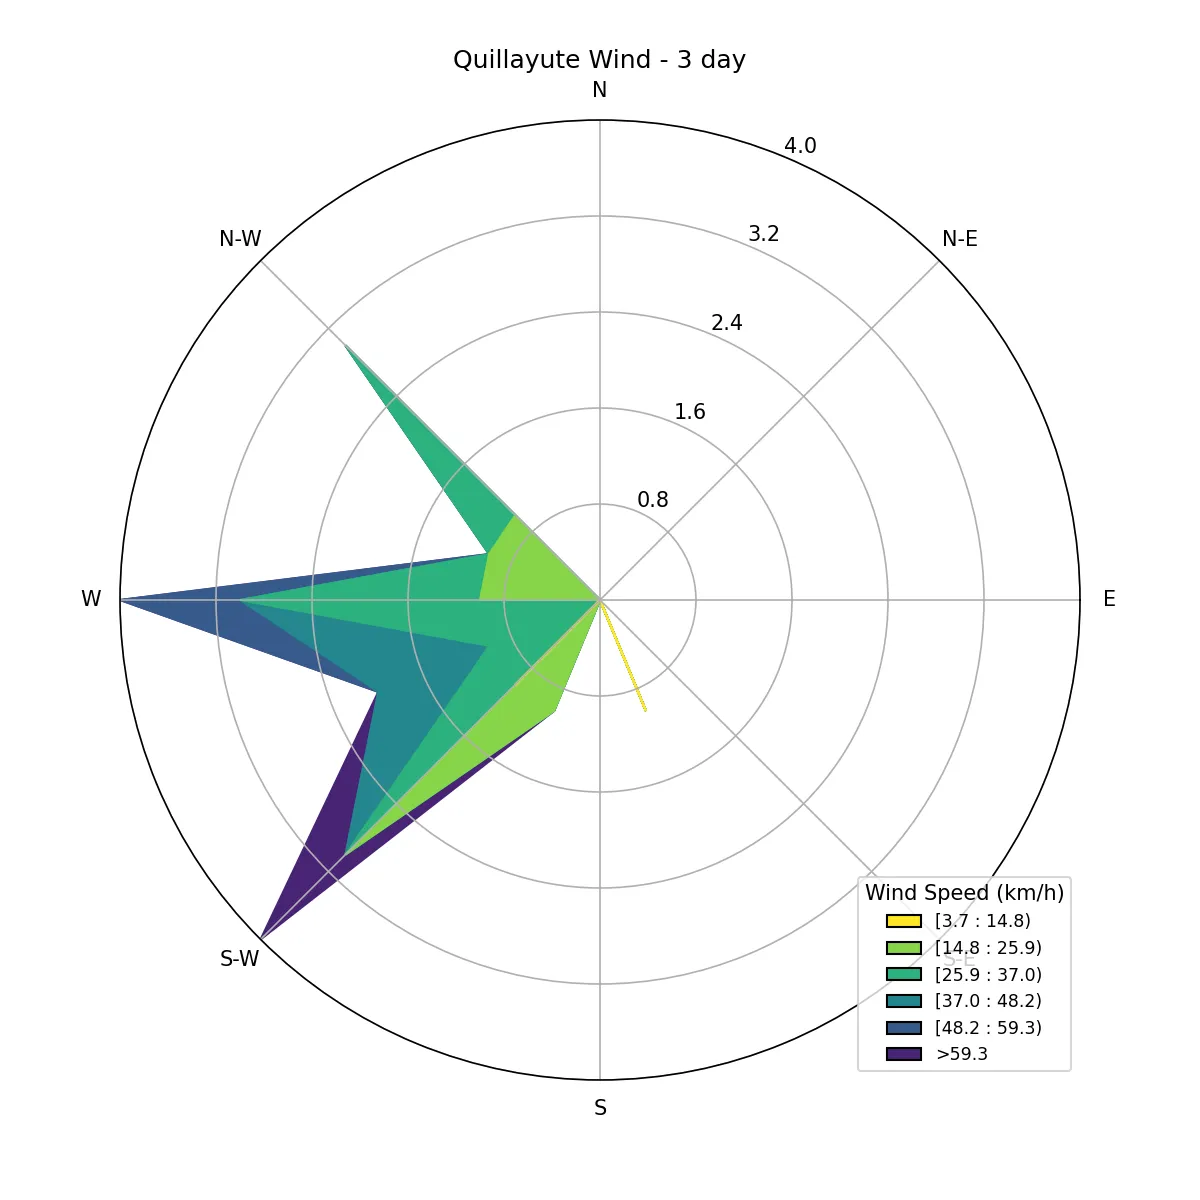 Quillayute Wind - 3 day
N
4.0
N-W
N-E
3.2
2.4
1.6
0.8
W
E
S-W
S-E
S
Wind Speed (km/h)
[3.7 : 14.8)
[14.8 : 25.9)
[25.9 : 37.0)
[37.0 : 48.2)
[48.2 : 59.3)
>59.3